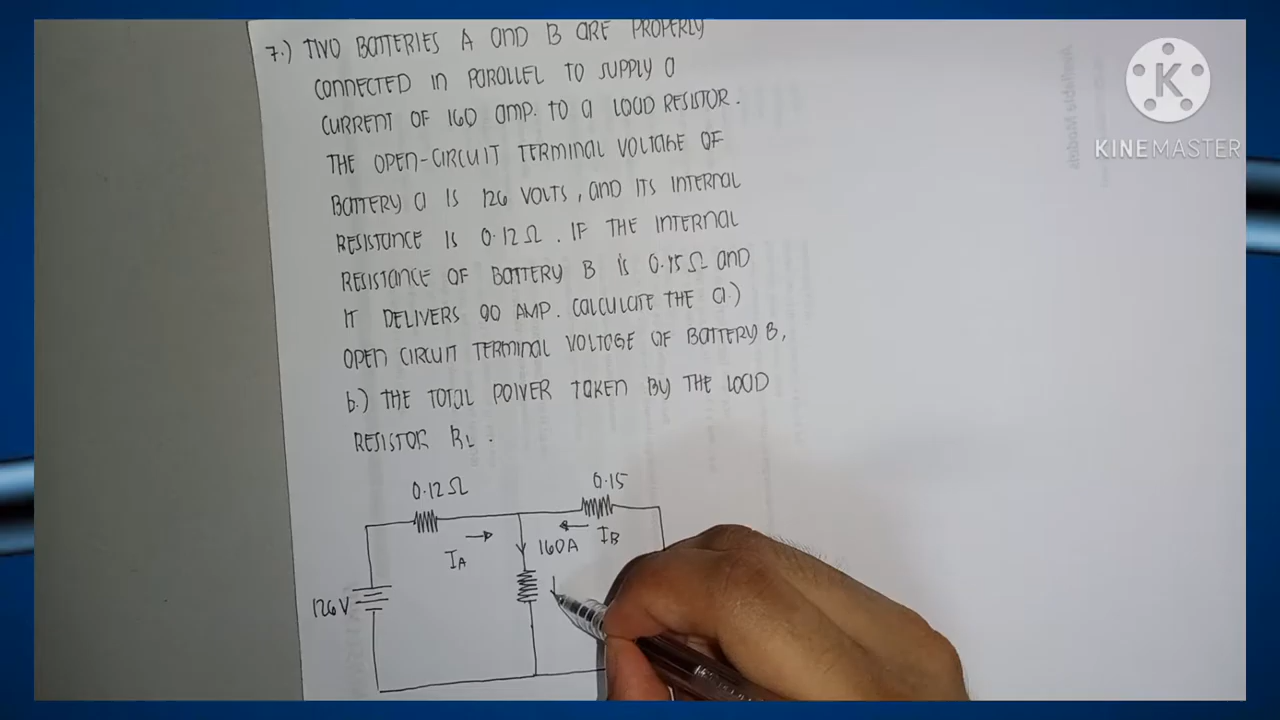 7.) TWO BATTERIES A AND B ARE PROPERLY
CONNECTED IN PARALLEL TO SUPPLY A
CURRENT OF 160 AMP. TO A LOAD RESISTOR.
THE OPEN-CIRCUIT TERMINAL VOLTAGE OF
BATTERY A IS 126 VOLTS, AND ITS INTERNAL
RESISTANCE IS 0.12Ω. IF THE INTERNAL
RESISTANCE OF BATTERY B IS 0.15Ω AND
IT DELIVERS 90 AMP. CALCULATE THE A.)
OPEN CIRCUIT TERMINAL VOLTAGE OF BATTERY B,
b.) THE TOTAL POWER TAKEN BY THE LOAD
RESISTOR RL.
0.12Ω
0.15
IA
160A
IB
126V
K
KINEMASTER